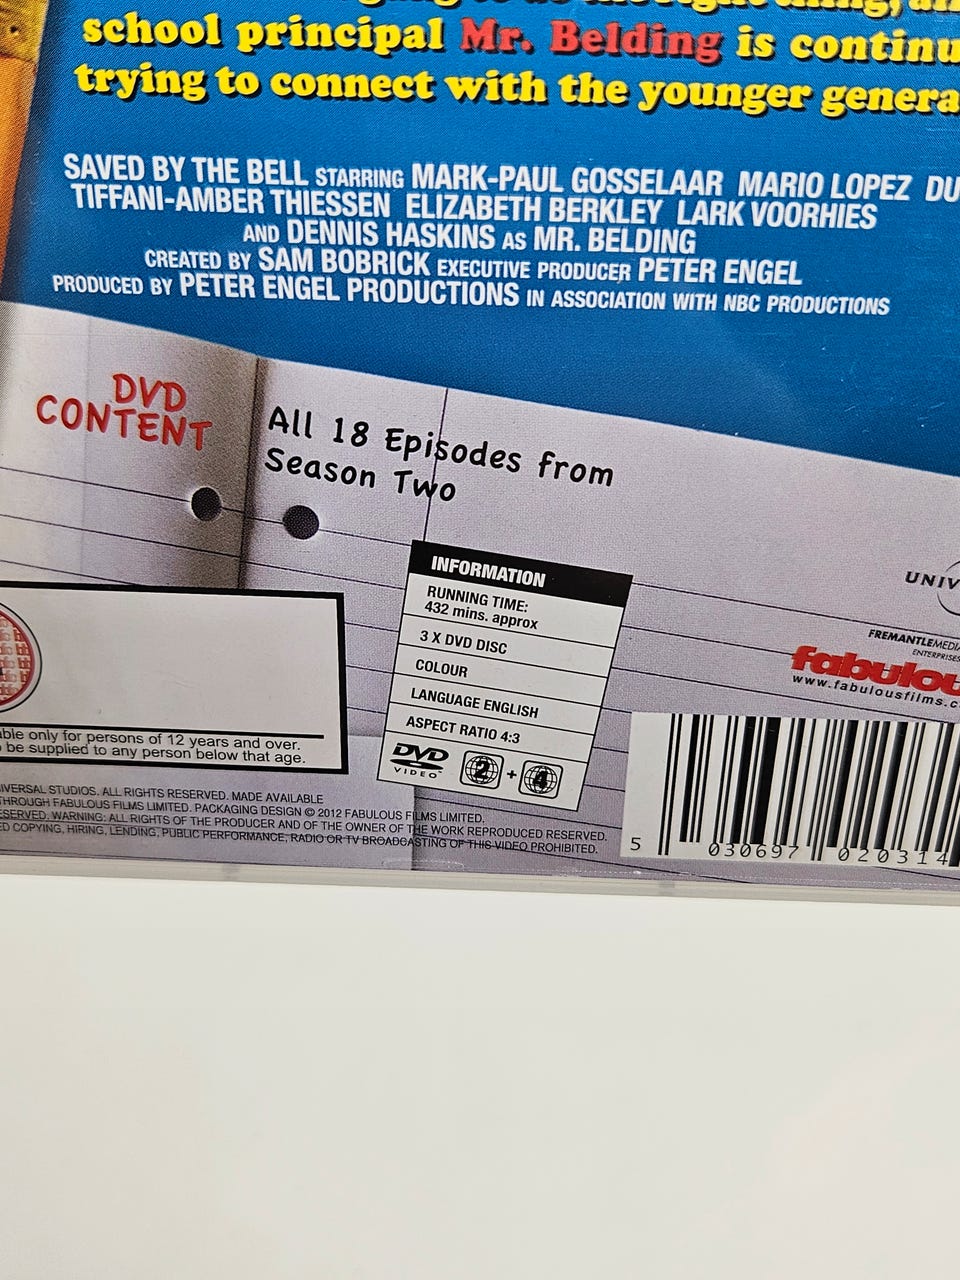 school principal Mr. Belding is continu
trying to connect with the younger genera
SAVED BY THE BELL STARRING MARK-PAUL GOSSELAAR MARIO LOPEZ DU
TIFFANI-AMBER THIESSEN ELIZABETH BERKLEY LARK VOORHIES
AND DENNIS HASKINS AS MR. BELDING
CREATED BY SAM BOBRICK EXECUTIVE PRODUCER PETER ENGEL
PRODUCED BY PETER ENGEL PRODUCTIONS IN ASSOCIATION WITH NBC PRODUCTIONS
DVD
CONTENT
All 18 Episodes from
Season Two
INFORMATION
RUNNING TIME:
432 mins. approx
3 X DVD DISC
COLOUR
LANGUAGE ENGLISH
ASPECT RATIO 4:3
DVD
VIDEO
2 + 4
able only for persons of 12 years and over.
be supplied to any person below that age.
UNIV
FREMANTLEMEDIA
ENTERPRISES
fabulou
www.fabulousfilms.c
IVERSAL STUDIOS. ALL RIGHTS RESERVED. MADE AVAILABLE
THROUGH FABULOUS FILMS LIMITED. PACKAGING DESIGN © 2012 FABULOUS FILMS LIMITED.
ESERVED. WARNING: ALL RIGHTS OF THE PRODUCER AND OF THE OWNER OF THE WORK REPRODUCED RESERVED.
ED COPYING, HIRING, LENDING, PUBLIC PERFORMANCE, RADIO OR TV BROADCASTING OF THIS VIDEO PROHIBITED.
5 030697 020314